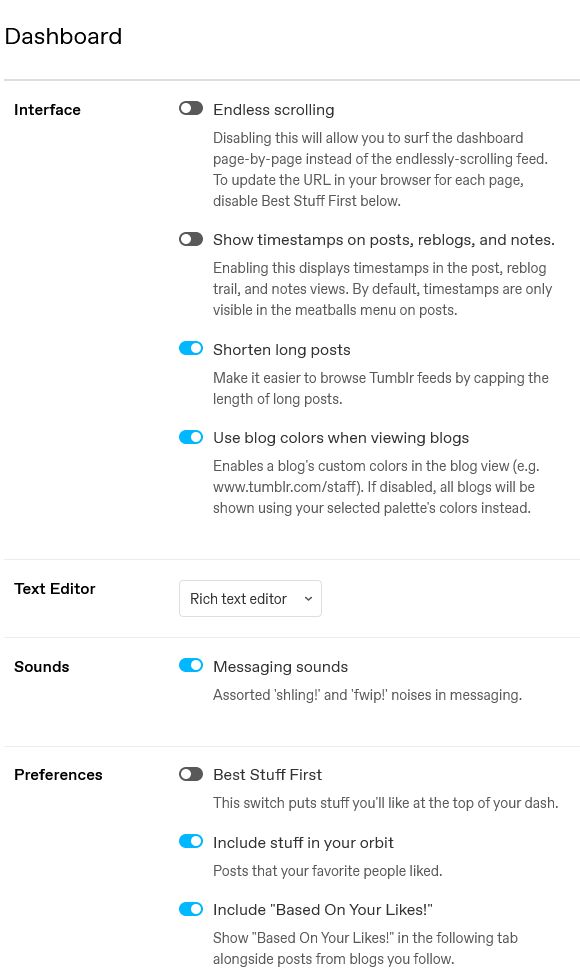 Dashboard
Interface
Endless scrolling
Disabling this will allow you to surf the dashboard
page-by-page instead of the endlessly-scrolling feed.
To update the URL in your browser for each page,
disable Best Stuff First below.
Show timestamps on posts, reblogs, and notes.
Enabling this displays timestamps in the post, reblog
trail, and notes views. By default, timestamps are only
visible in the meatballs menu on posts.
Shorten long posts
Make it easier to browse Tumblr feeds by capping the
length of long posts.
Use blog colors when viewing blogs
Enables a blog's custom colors in the blog view (e.g.
www.tumblr.com/staff). If disabled, all blogs will be
shown using your selected palette's colors instead.
Text Editor
Rich text editor
Sounds
Messaging sounds
Assorted 'shling!' and 'fwip!' noises in messaging.
Preferences
Best Stuff First
This switch puts stuff you'll like at the top of your dash.
Include stuff in your orbit
Posts that your favorite people liked.
Include "Based On Your Likes!"
Show "Based On Your Likes!" in the following tab
alongside posts from blogs you follow.